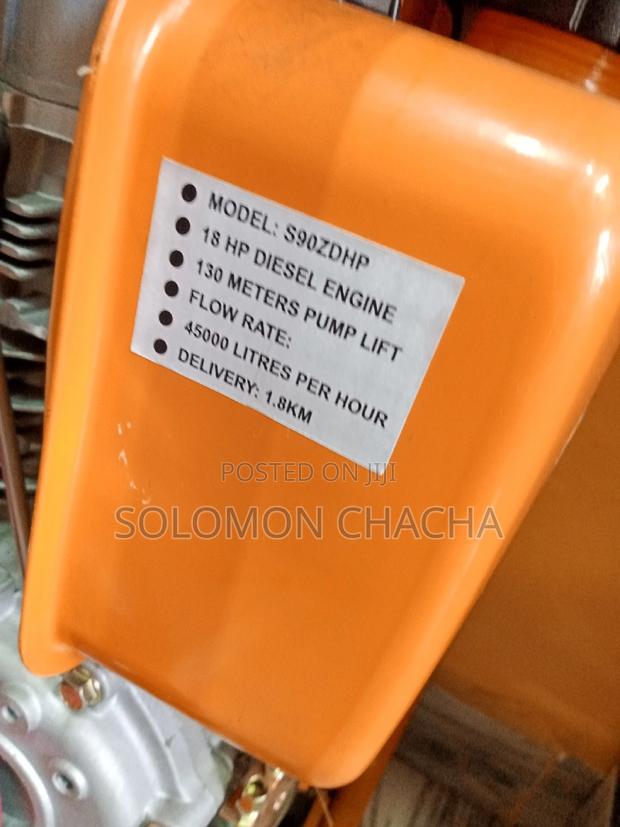 MODEL: S90ZDHP
18 HP DIESEL ENGINE
130 METERS PUMP LIFT
FLOW RATE:
45000 LITRES PER HOUR
DELIVERY: 1.8KM
POSTED ON JIJI
SOLOMON CHACHA